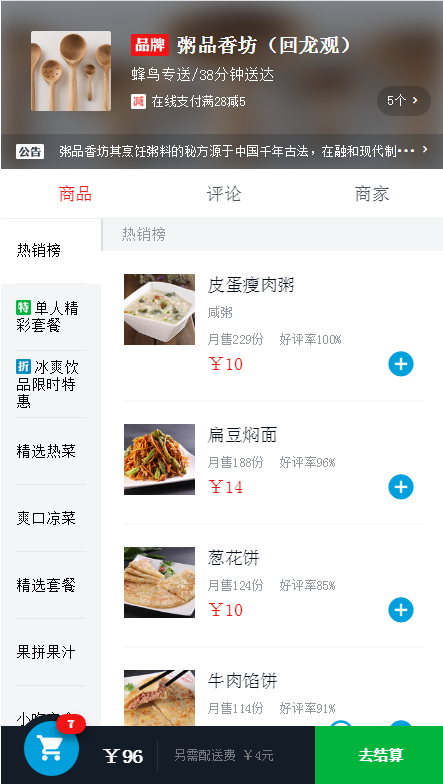 品牌 粥品香坊（回龙观）
蜂鸟专送/38分钟送达
减 在线支付满28减5
5个 >
公告 粥品香坊其烹饪粥料的秘方源于中国千年古法，在融和现代制••• >
商品 评论 商家
热销榜
特 单人精
彩套餐
折 冰爽饮
品限时特
惠
精选热菜
爽口凉菜
精选套餐
果拼果汁
热销榜
皮蛋瘦肉粥
咸粥
月售229份 好评率100%
￥10
扁豆焖面
月售188份 好评率96%
￥14
葱花饼
月售124份 好评率85%
￥10
牛肉馅饼
月售114份 好评率91%
7
￥96
另需配送费 ￥4元
去结算